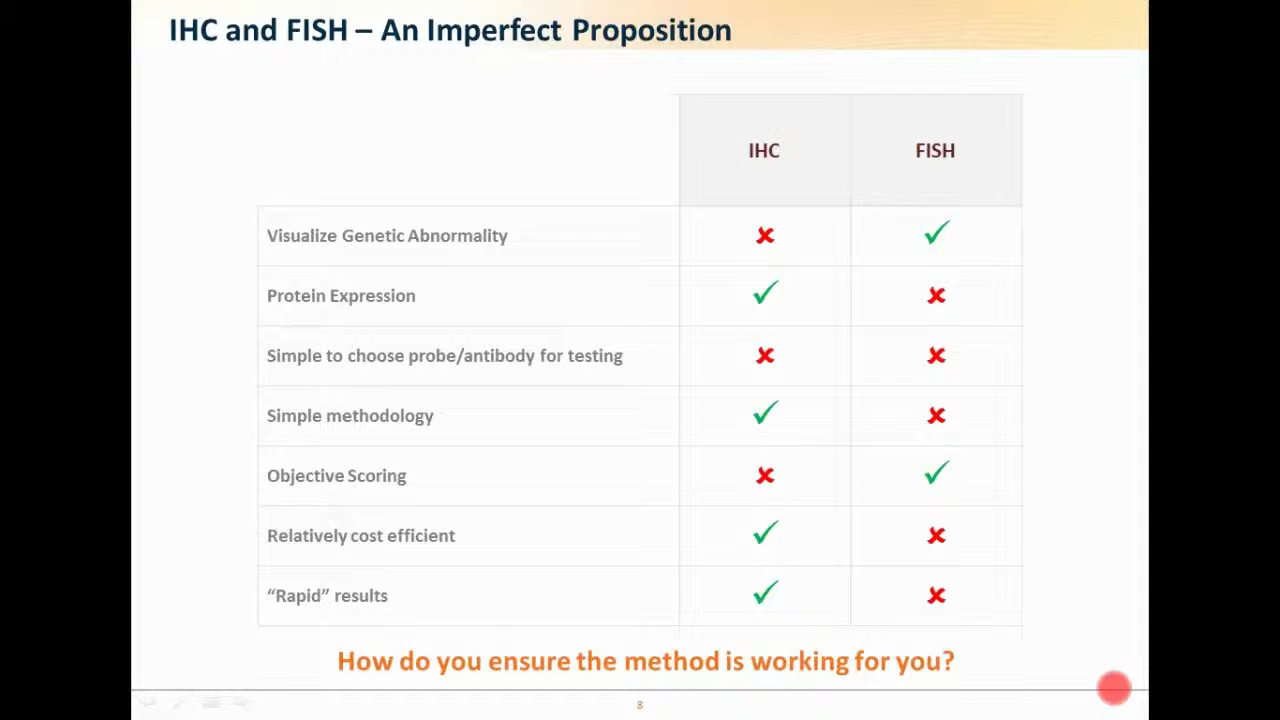 IHC and FISH – An Imperfect Proposition
IHC FISH
Visualize Genetic Abnormality ✘ ✓
Protein Expression ✓ ✘
Simple to choose probe/antibody for testing ✘ ✘
Simple methodology ✓ ✘
Objective Scoring ✘ ✓
Relatively cost efficient ✓ ✘
“Rapid” results ✓ ✘
How do you ensure the method is working for you?
8